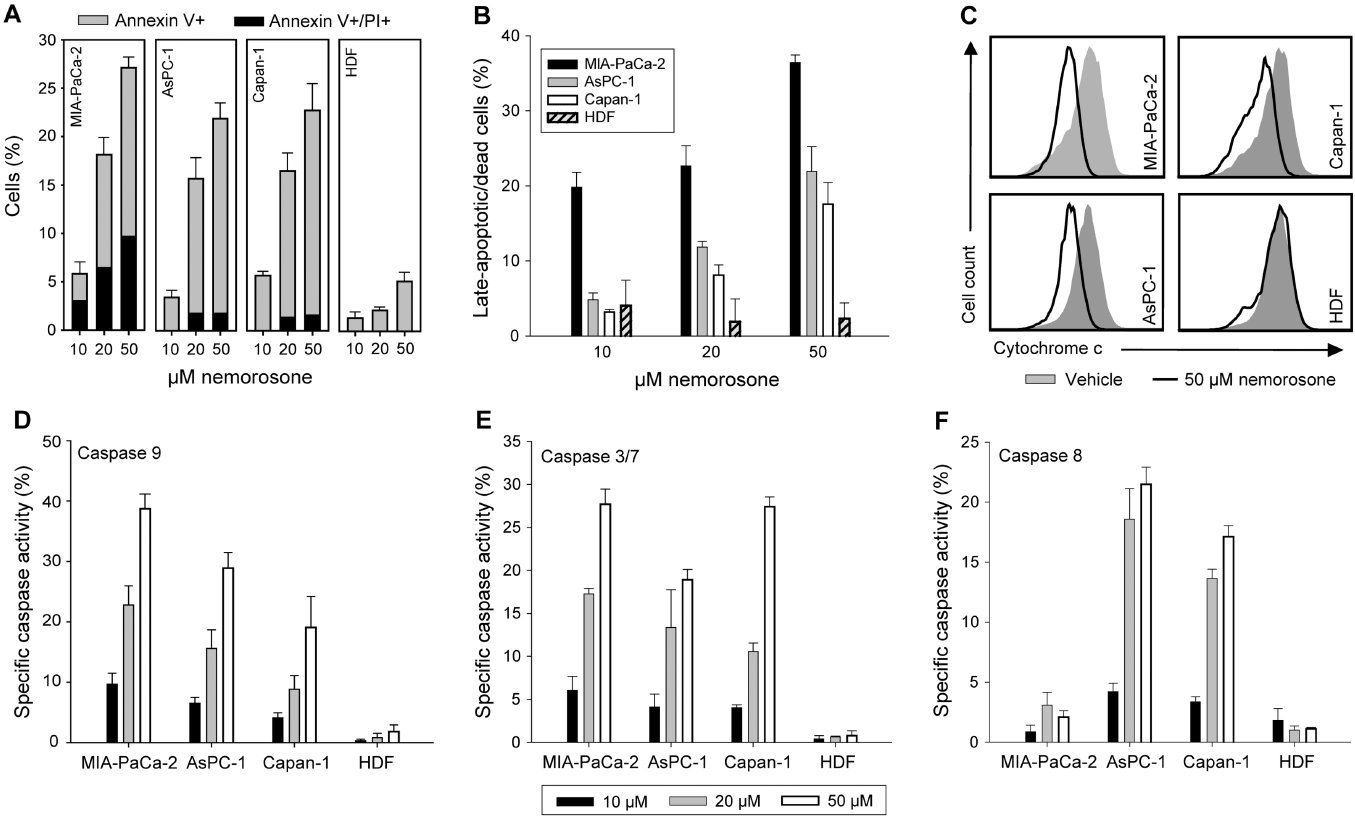 A
Annexin V+
Annexin V+/PI+
30
25
20
15
10
5
0
Cells (%)
MIA-PaCa-2
AsPC-1
Capan-1
HDF
10 20 50 10 20 50 10 20 50 10 20 50
µM nemorosone
B
40
30
20
10
0
Late-apoptotic/dead cells (%)
MIA-PaCa-2
AsPC-1
Capan-1
HDF
10 20 50
µM nemorosone
C
MIA-PaCa-2
Capan-1
AsPC-1
HDF
Cell count
Cytochrome c
Vehicle
50 µM nemorosone
D
50
40
30
20
10
0
Specific caspase activity (%)
Caspase 9
MIA-PaCa-2 AsPC-1 Capan-1 HDF
E
35
30
25
20
15
10
5
0
Specific caspase activity (%)
Caspase 3/7
MIA-PaCa-2 AsPC-1 Capan-1 HDF
10 µM 20 µM 50 µM
F
25
20
15
10
5
0
Specific caspase activity (%)
Caspase 8
MIA-PaCa-2 AsPC-1 Capan-1 HDF